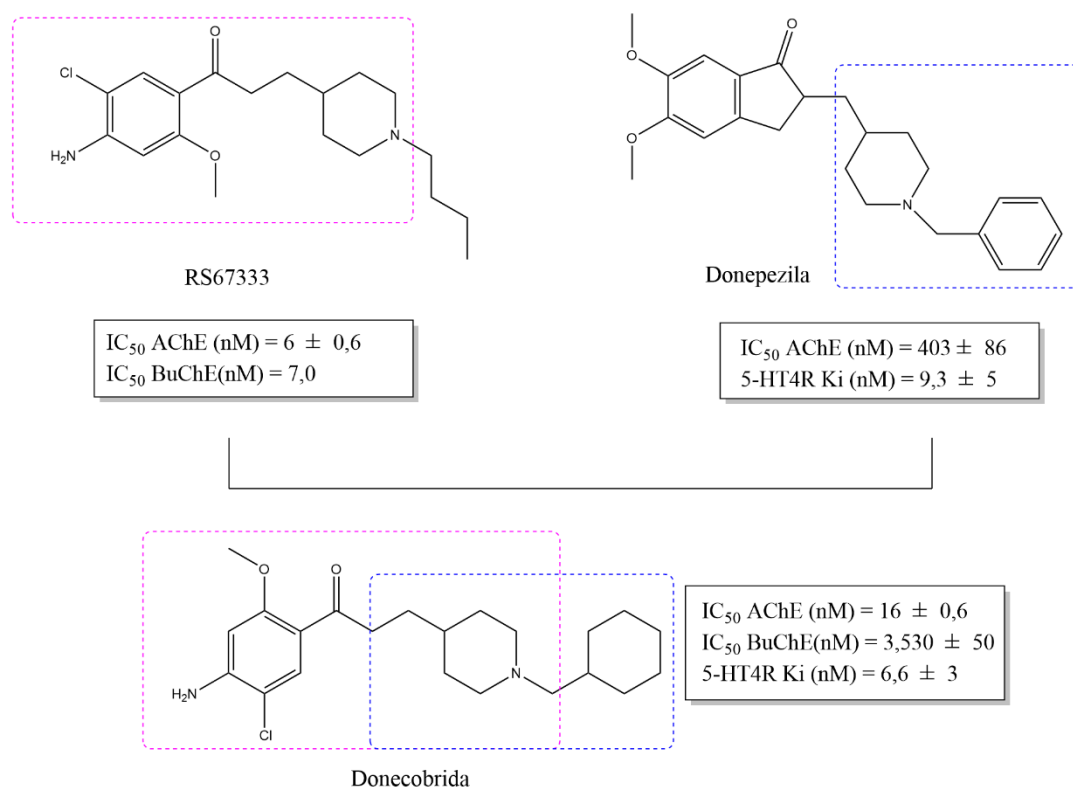 O
Cl
H₂N
O
N
RS67333
IC₅₀ AChE (nM) = 6 ± 0,6
IC₅₀ BuChE(nM) = 7,0
O
O
O
N
Donepezila
IC₅₀ AChE (nM) = 403 ± 86
5-HT4R Ki (nM) = 9,3 ± 5
O
O
H₂N
Cl
N
Donecobrida
IC₅₀ AChE (nM) = 16 ± 0,6
IC₅₀ BuChE(nM) = 3,530 ± 50
5-HT4R Ki (nM) = 6,6 ± 3